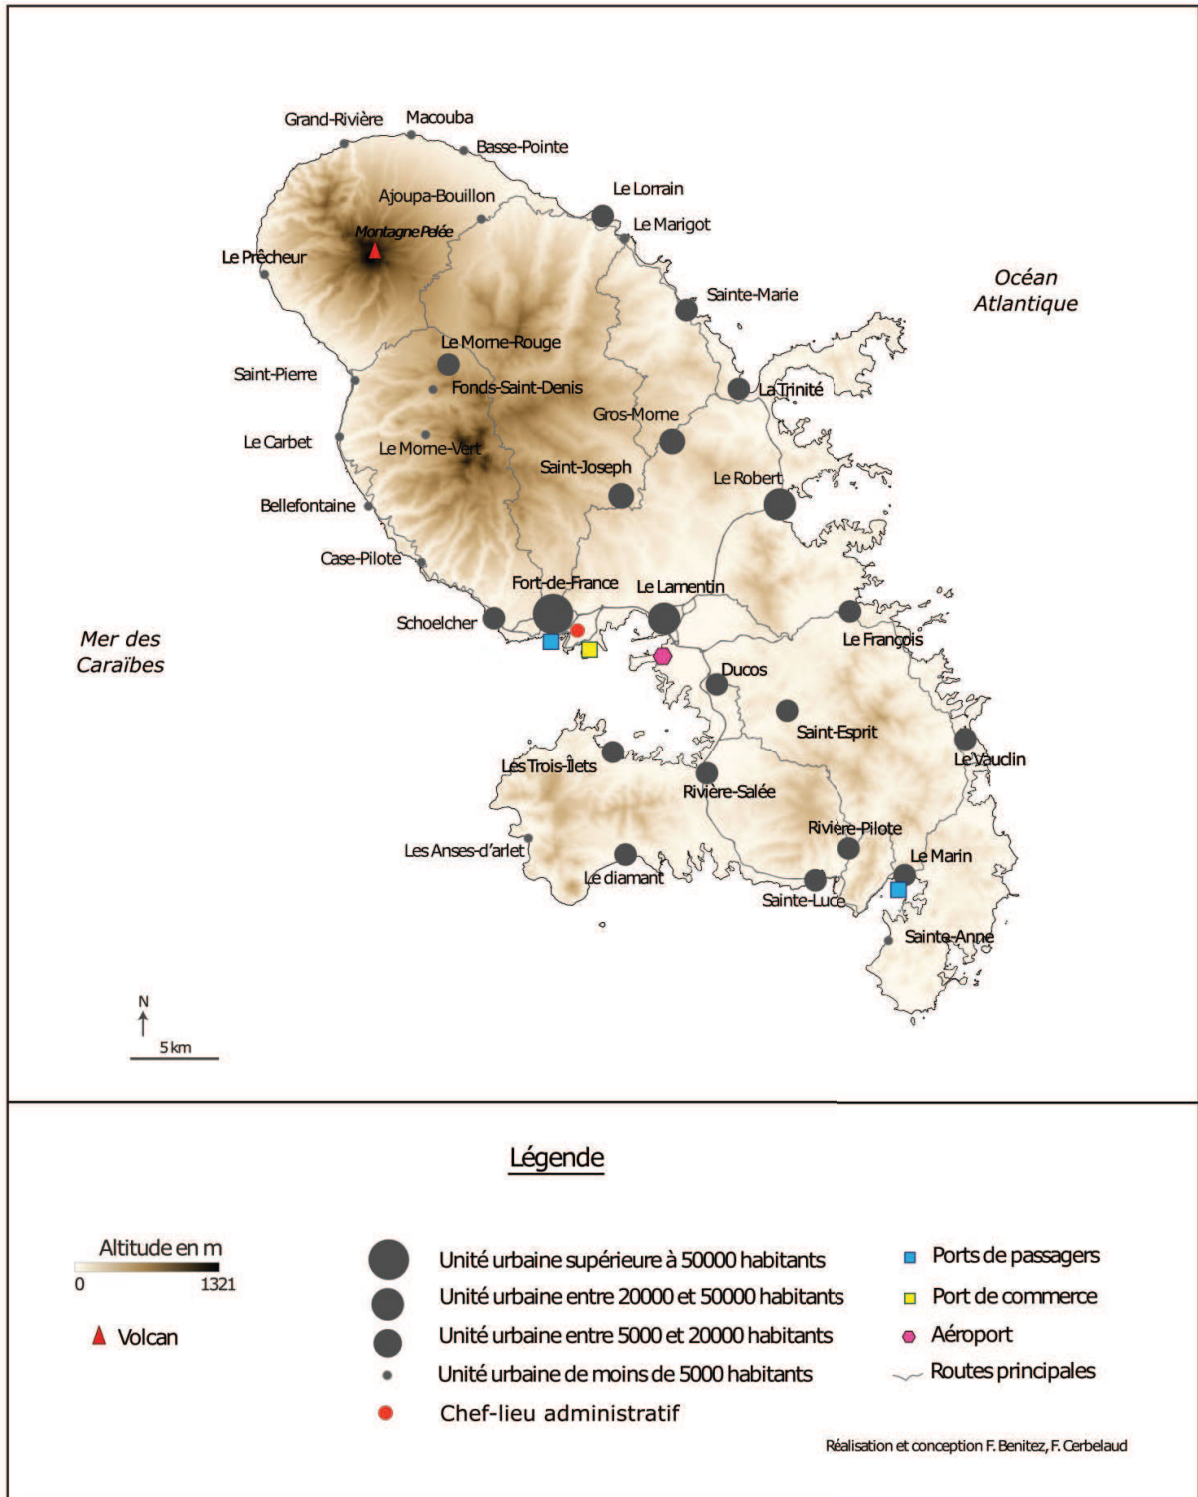 Grand-Rivière
Macouba
Basse-Pointe
Ajoupa-Bouillon
Le Lorrain
Montagne Pelée
Le Marigot
Le Prêcheur
Océan
Atlantique
Sainte-Marie
Le Morne-Rouge
Saint-Pierre
Fonds-Saint-Denis
La Trinité
Gros-Morne
Le Carbet
Le Morne-Vert
Saint-Joseph
Le Robert
Bellefontaine
Case-Pilote
Fort-de-France
Le Lamentin
Schoelcher
Mer des
Caraïbes
Le François
Ducos
Saint-Esprit
Le Vauclin
Les Trois-Îlets
Rivière-Salée
Rivière-Pilote
Les Anses-d'arlet
Le Marin
Le diamant
Sainte-Luce
Sainte-Anne
N
5 km
Légende
Altitude en m
0 1321
Volcan
Unité urbaine supérieure à 50000 habitants
Unité urbaine entre 20000 et 50000 habitants
Unité urbaine entre 5000 et 20000 habitants
Unité urbaine de moins de 5000 habitants
Chef-lieu administratif
Ports de passagers
Port de commerce
Aéroport
Routes principales
Réalisation et conception F. Benitez, F. Cerbelaud